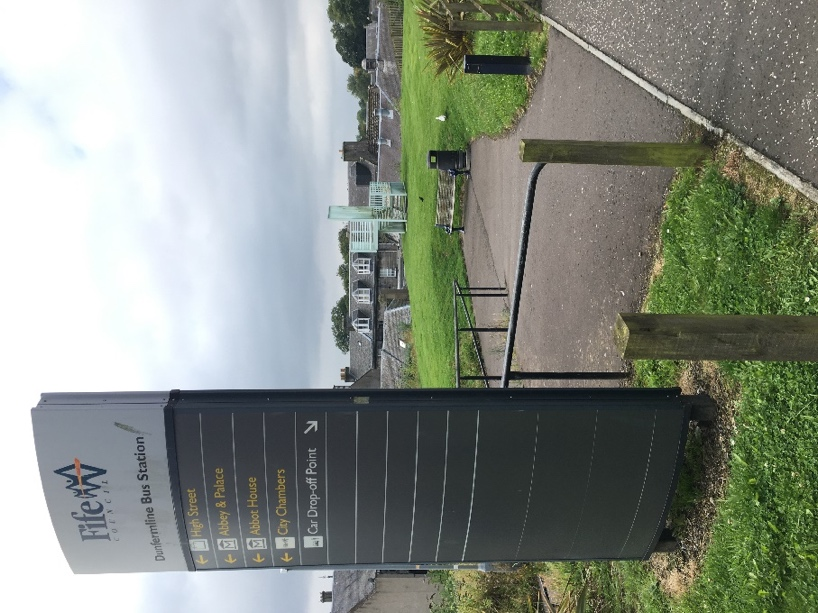 Fife
COUNCIL
Dunfermline Bus Station
High Street
Abbey & Palace
Abbot House
City Chambers
Car Drop-off Point